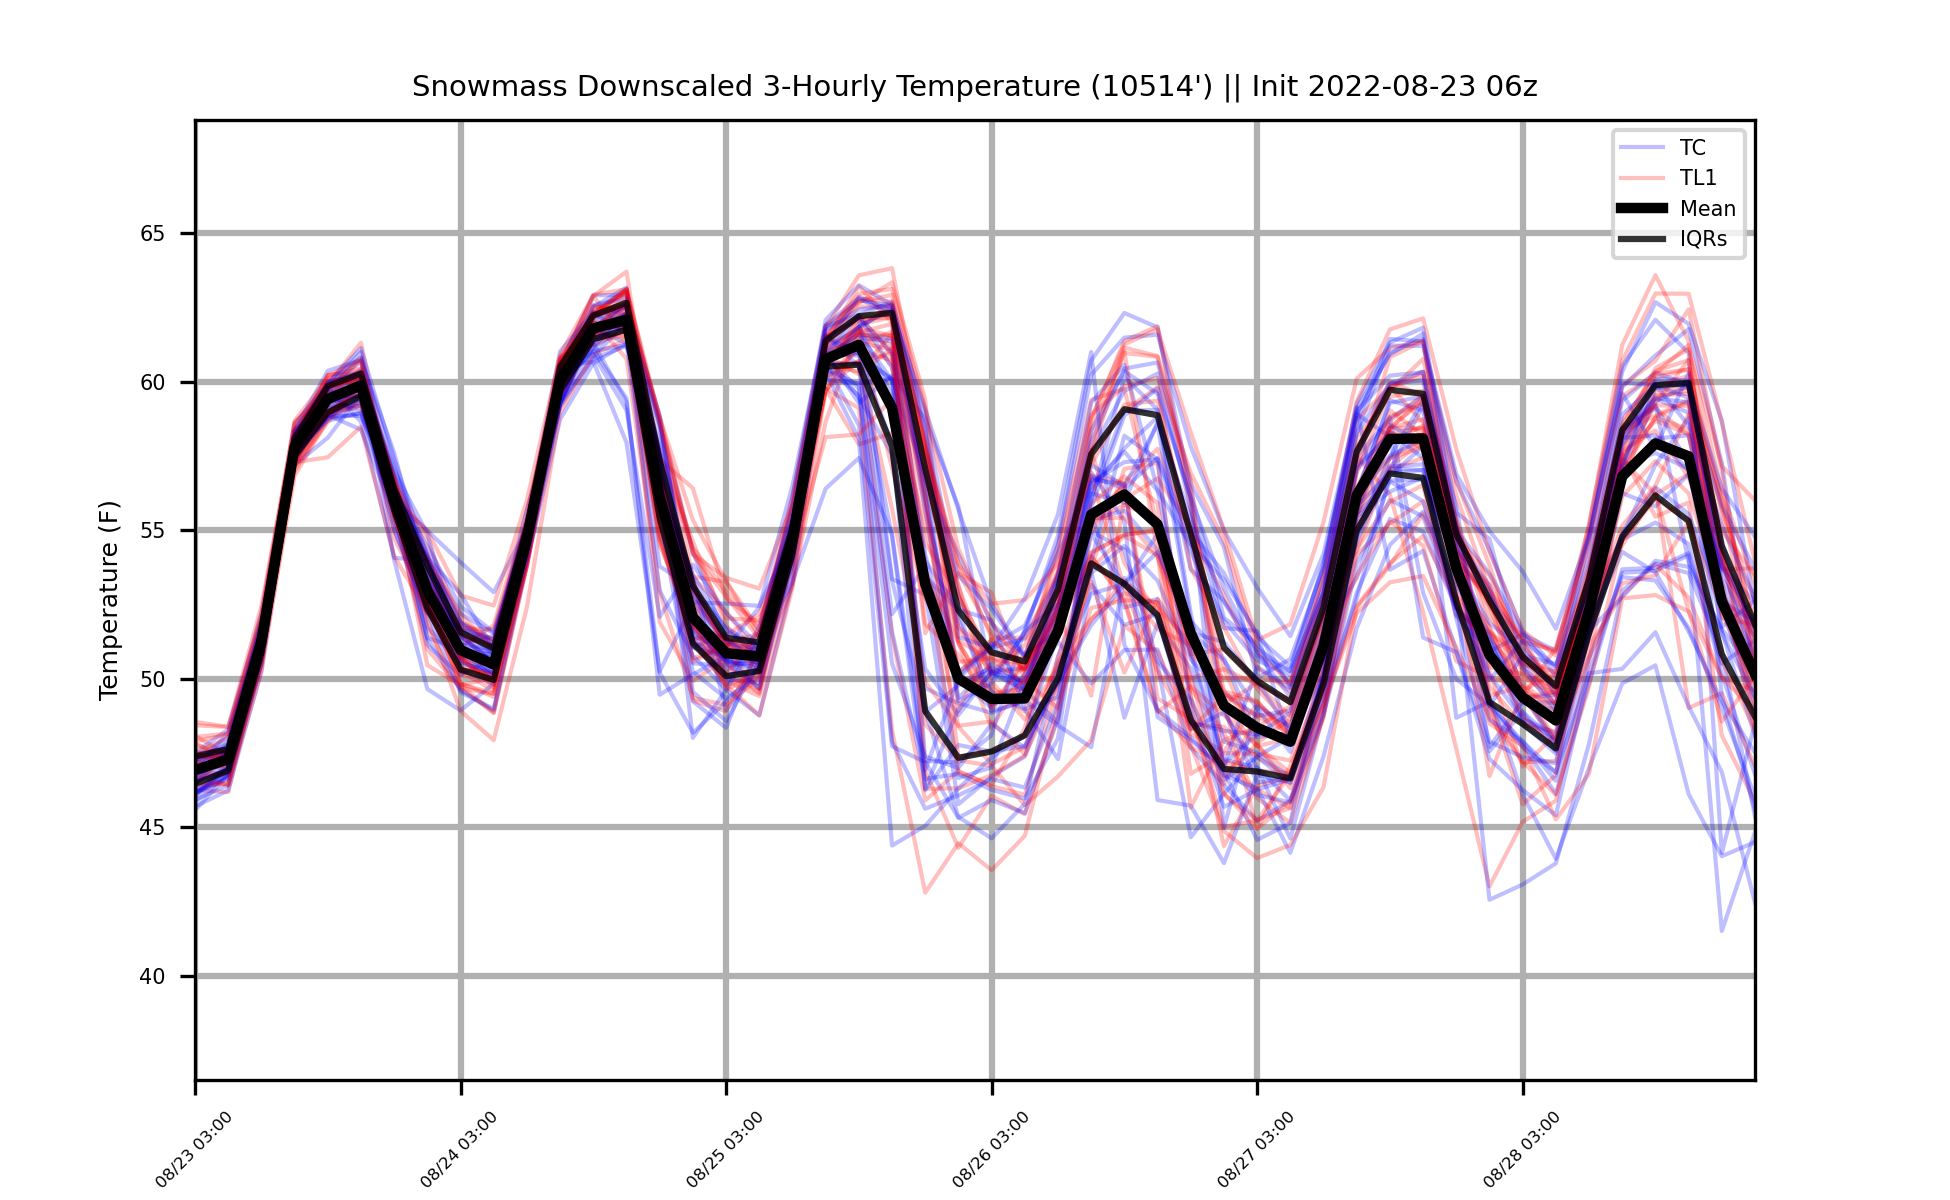 Snowmass Downscaled 3-Hourly Temperature (10514') || Init 2022-08-23 06z
TC
TL1
Mean
IQRs
Temperature (F)
65
60
55
50
45
40
08/23 03:00
08/24 03:00
08/25 03:00
08/26 03:00
08/27 03:00
08/28 03:00